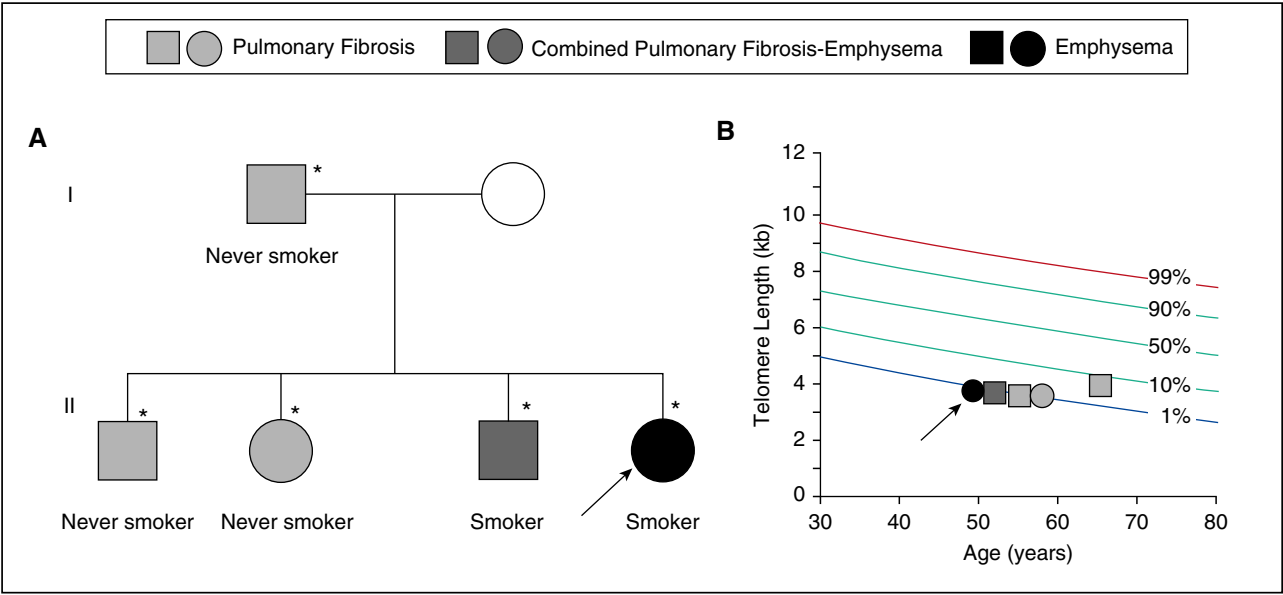 Pulmonary Fibrosis Combined Pulmonary Fibrosis-Emphysema Emphysema
A
I
*
Never smoker
II
* * * *
Never smoker Never smoker Smoker Smoker
B
Telomere Length (kb)
12
10
8
6
4
2
0
99%
90%
50%
10%
1%
30 40 50 60 70 80
Age (years)